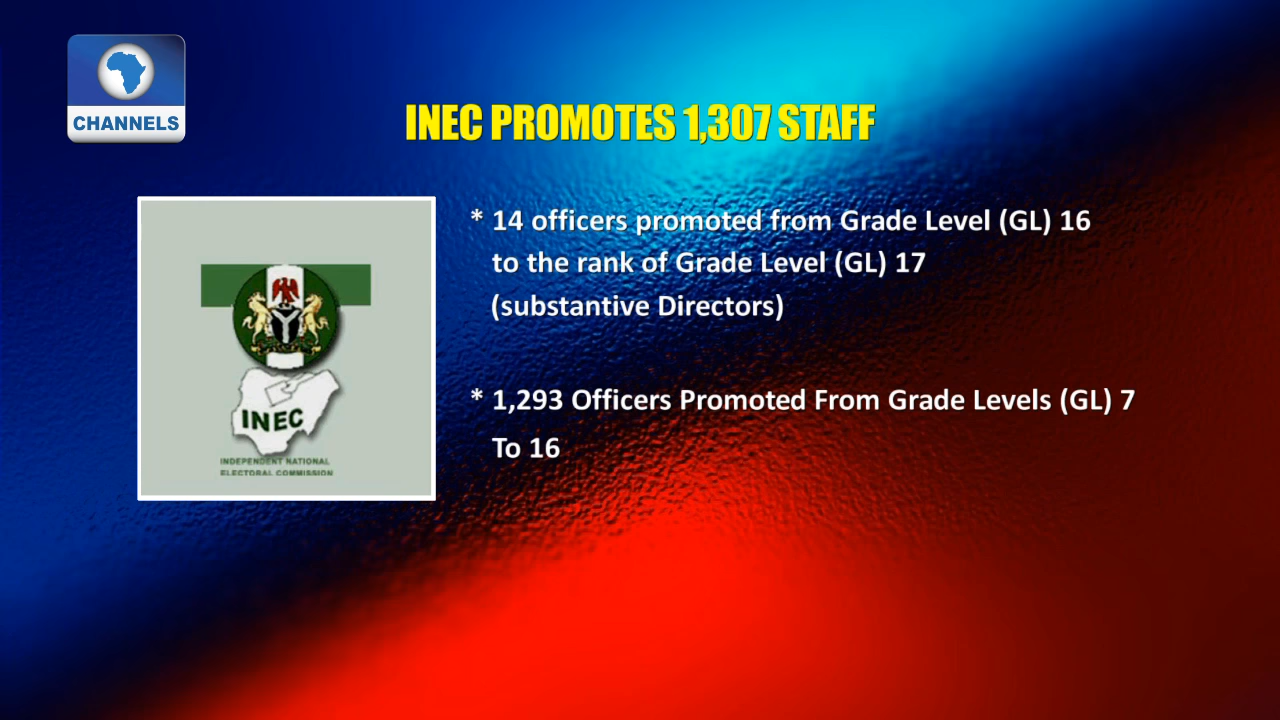 CHANNELS
INEC PROMOTES 1,307 STAFF
* 14 officers promoted from Grade Level (GL) 16
to the rank of Grade Level (GL) 17
(substantive Directors)
* 1,293 Officers Promoted From Grade Levels (GL) 7
To 16
INEC
INDEPENDENT NATIONAL
ELECTORAL COMMISSION